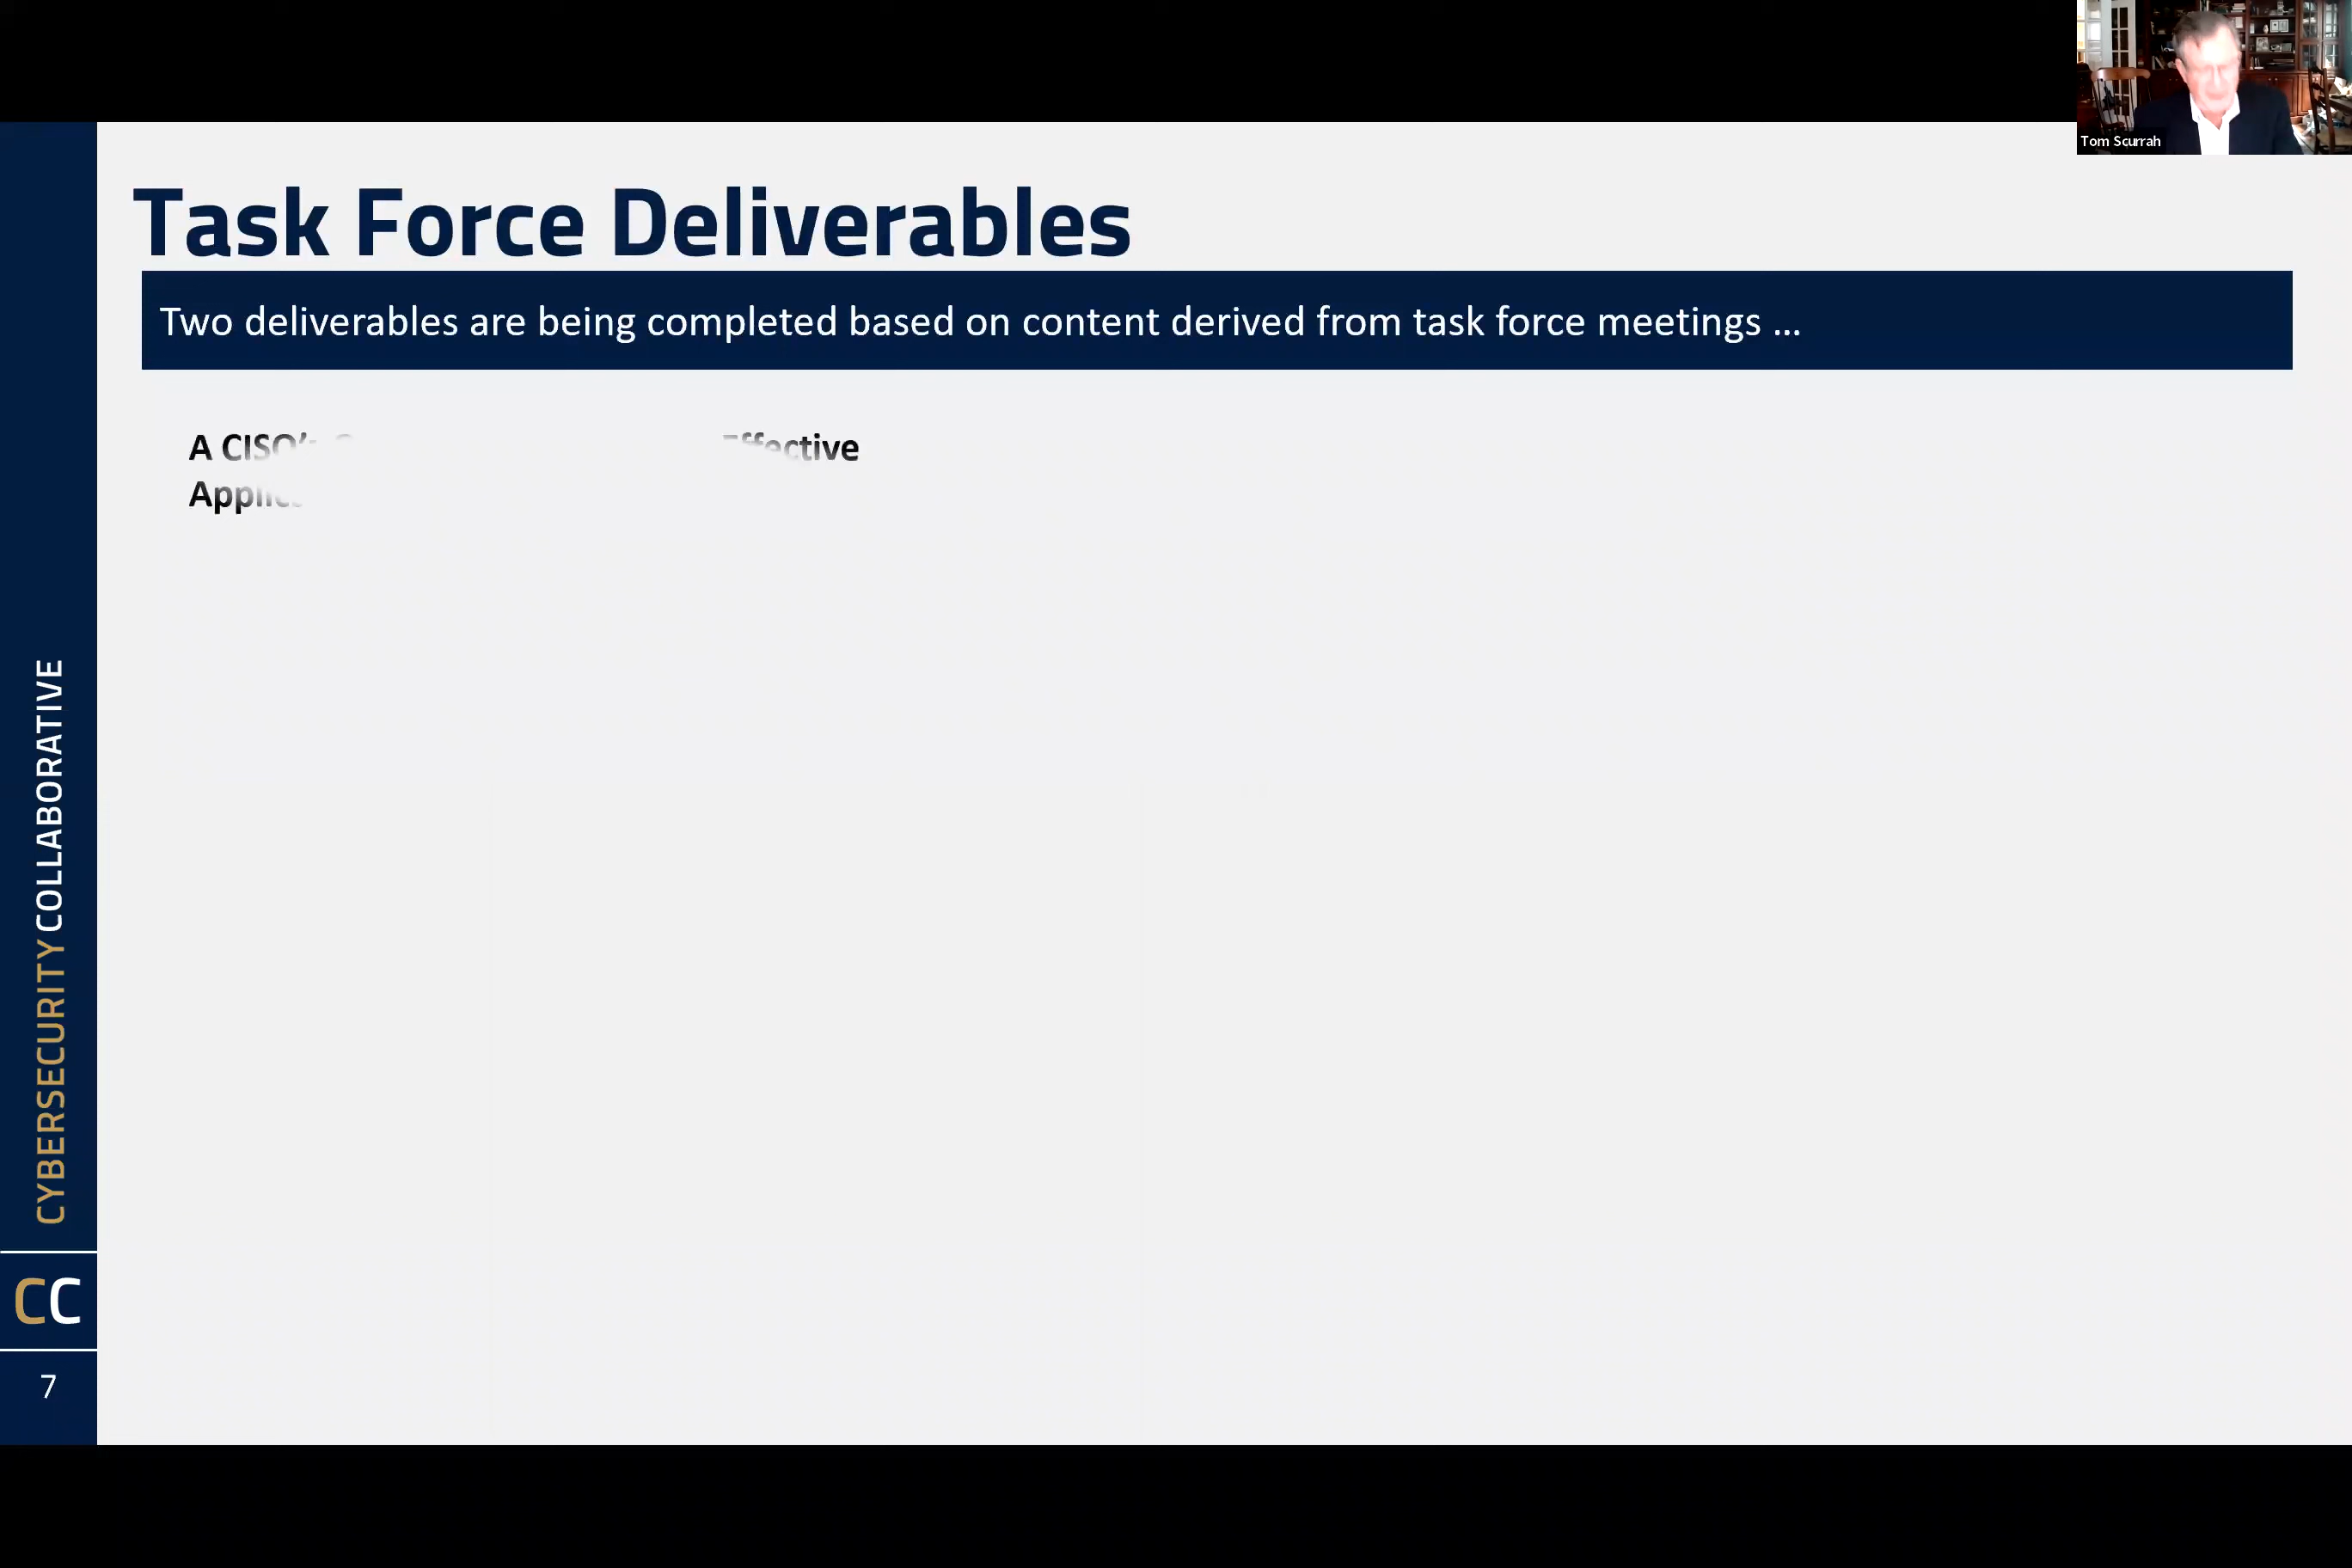 Tom Scurrah
Task Force Deliverables
Two deliverables are being completed based on content derived from task force meetings ...
A
CYBERSECURITY COLLABORATIVE
CC
7